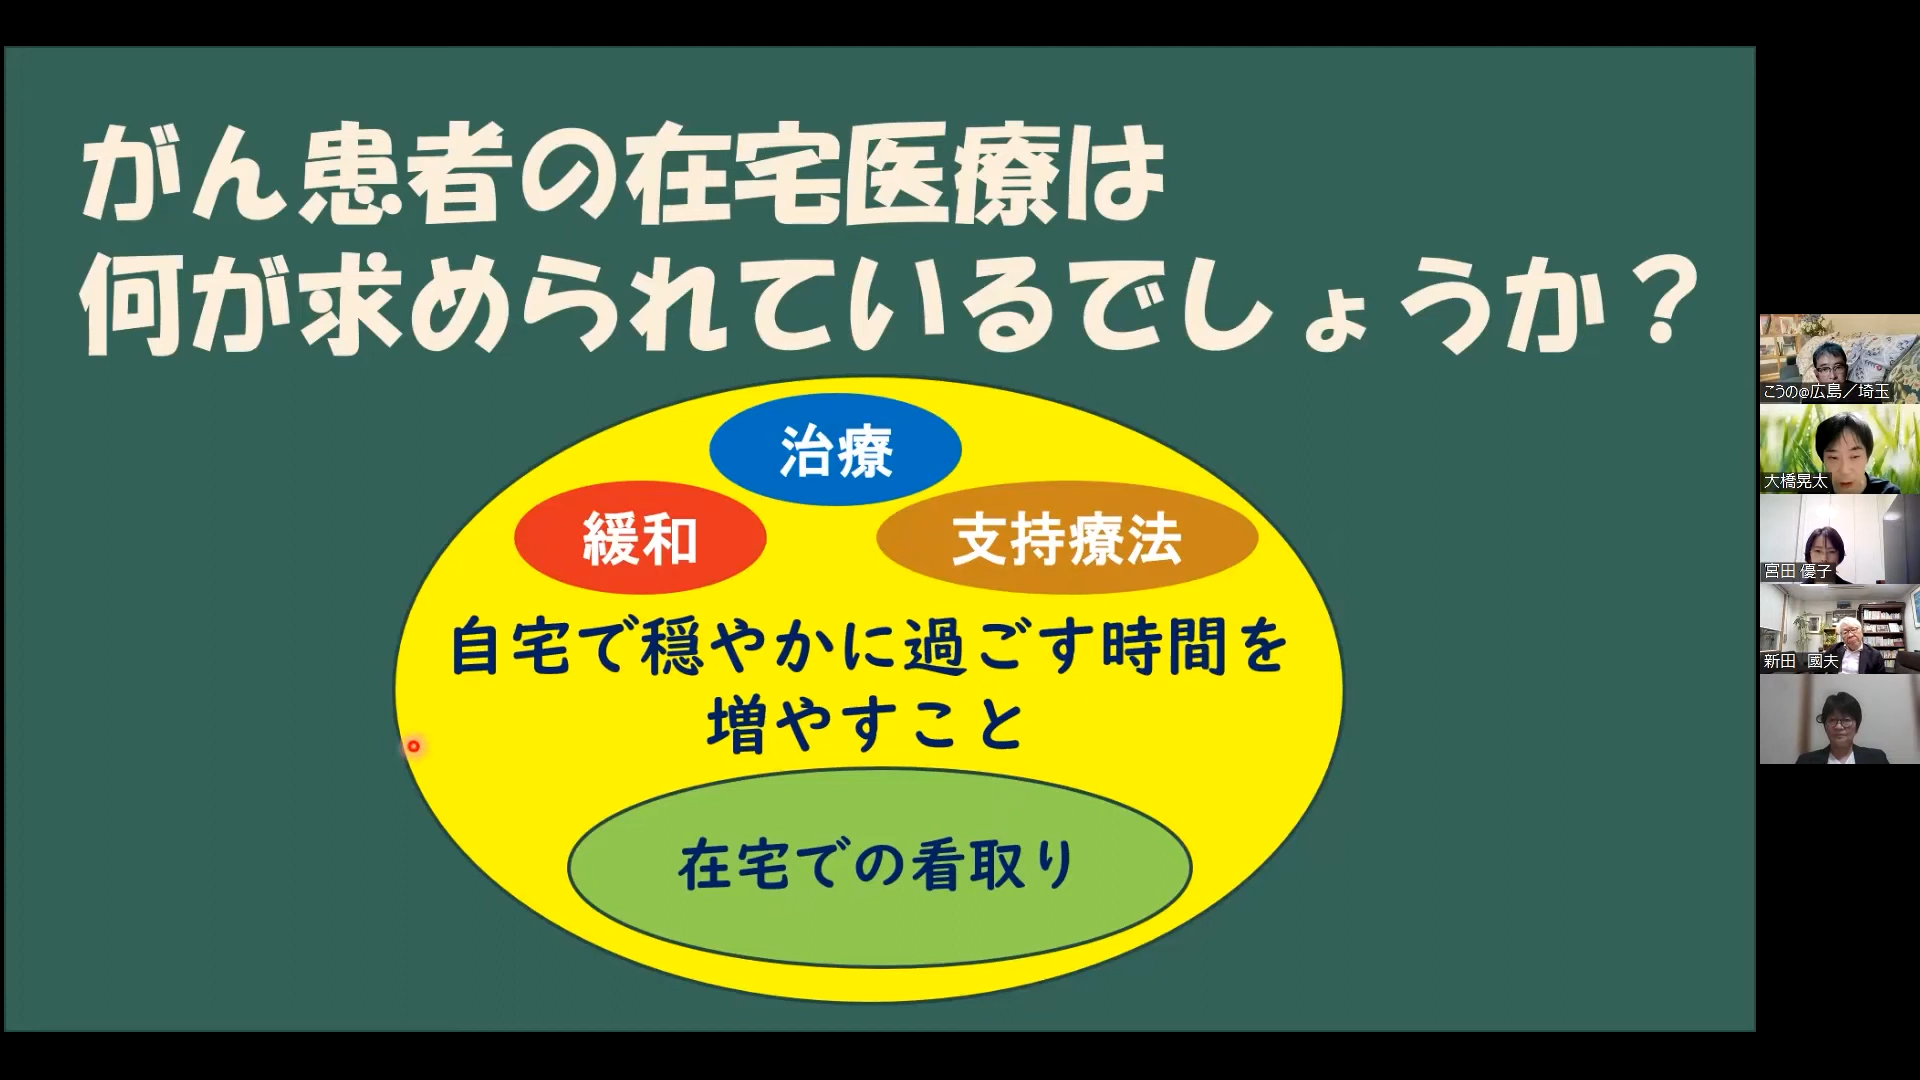 がん患者の在宅医療は
何が求められているでしょうか？
治療
緩和
支持療法
自宅で穏やかに過ごす時間を
増やすこと
在宅での看取り
こうの@広島／埼玉
大橋晃太
宮田 優子
新田 國夫